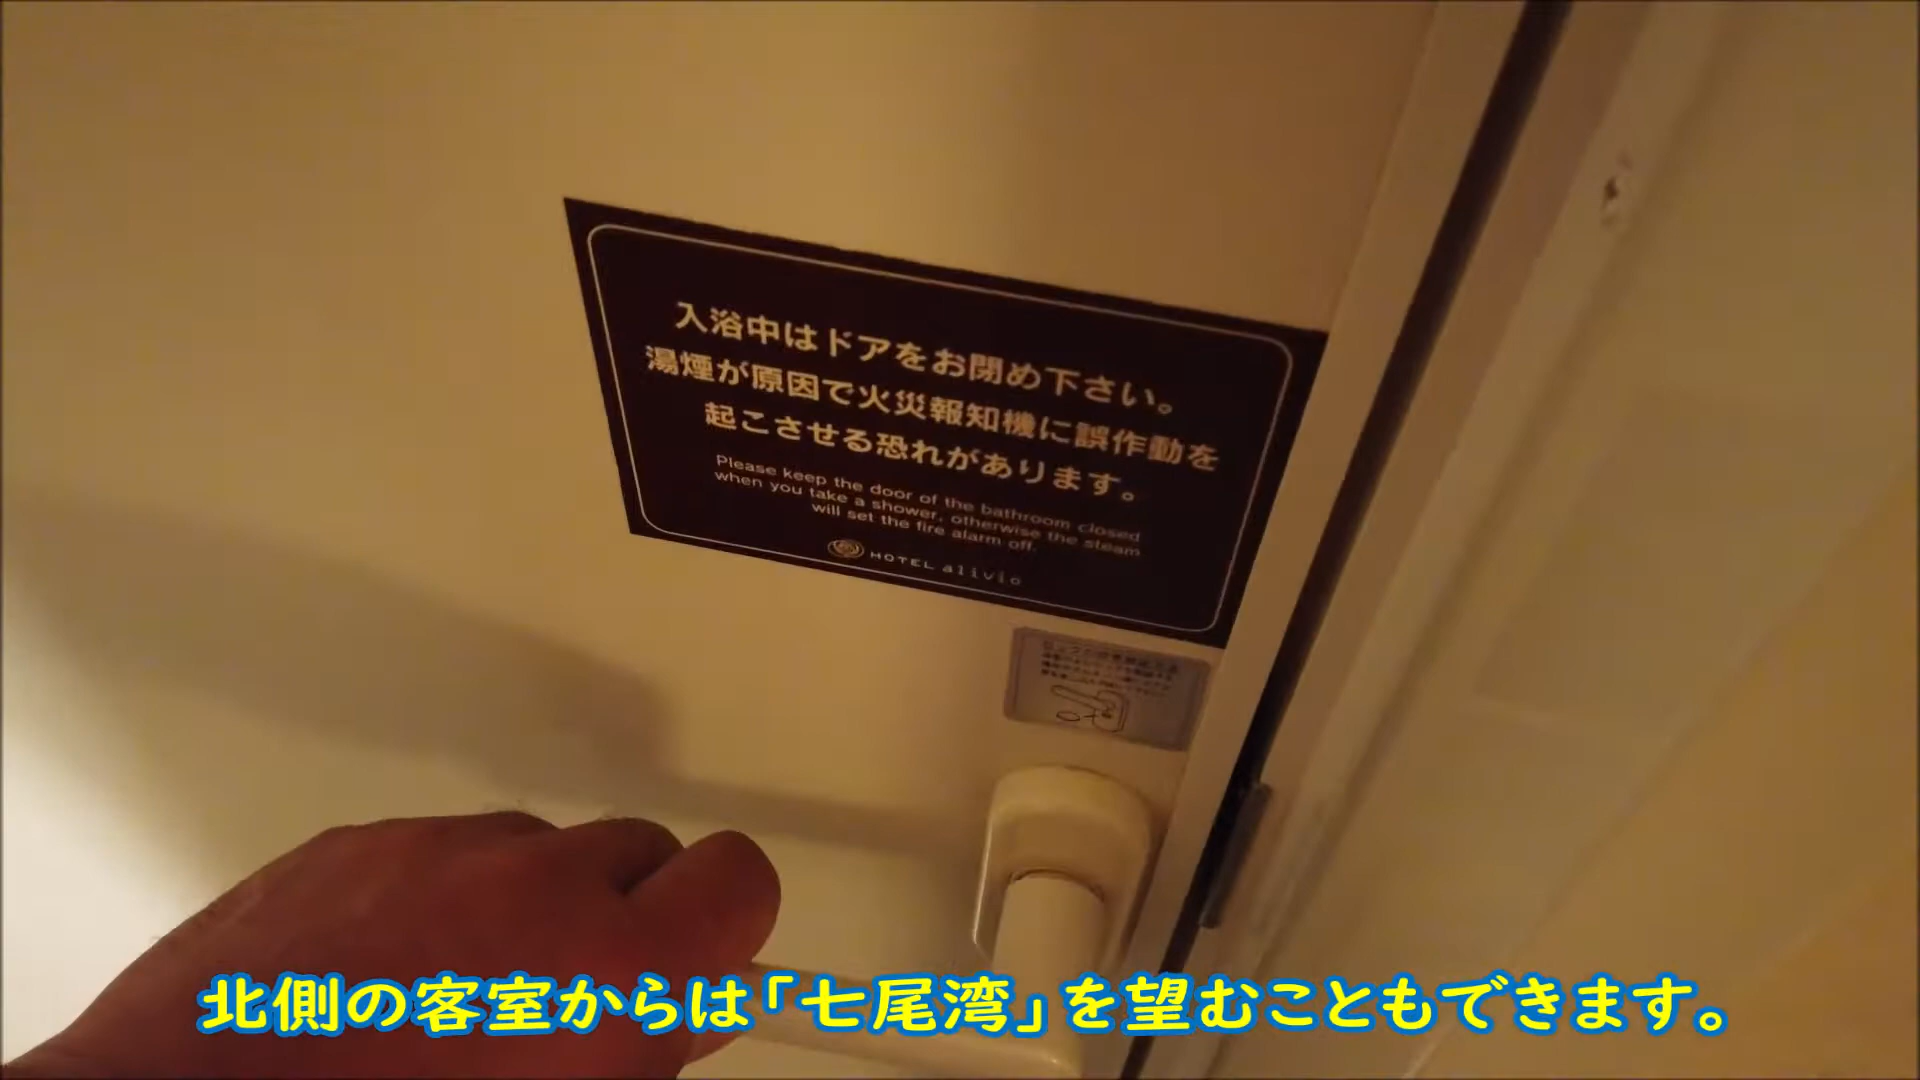 入浴中はドアをお閉め下さい。
湯煙が原因で火災報知機に誤作動を
起こさせる恐れがあります。
Please keep the door of the bathroom closed
when you take a shower, otherwise the steam
will set the fire alarm off.
HOTEL alivio
北側の客室からは「七尾湾」を望むこともできます。